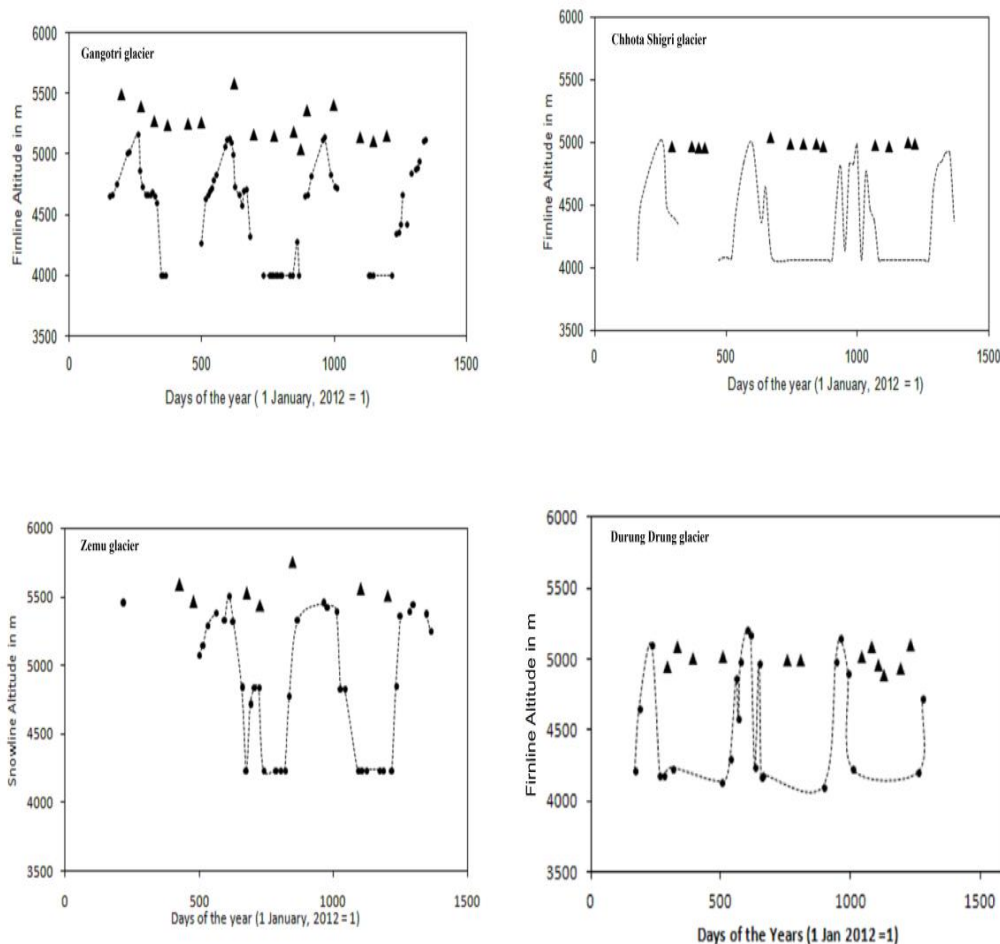 Gangotri glacier
Firnline Altitude in m
6000
5500
5000
4500
4000
3500
0 500 1000 1500
Days of the year ( 1 January, 2012 = 1)
Chhota Shigri glacier
Firnline Altitude in m
6000
5500
5000
4500
4000
3500
0 500 1000 1500
Days of the year (1 January, 2012 = 1)
Zemu glacier
Snowline Altitude in m
6000
5500
5000
4500
4000
3500
0 500 1000 1500
Days of the year (1 January, 2012 = 1)
Durung Drung glacier
Firnline Altitude in m
6000
5500
5000
4500
4000
3500
0 500 1000 1500
Days of the Years (1 Jan 2012 =1)